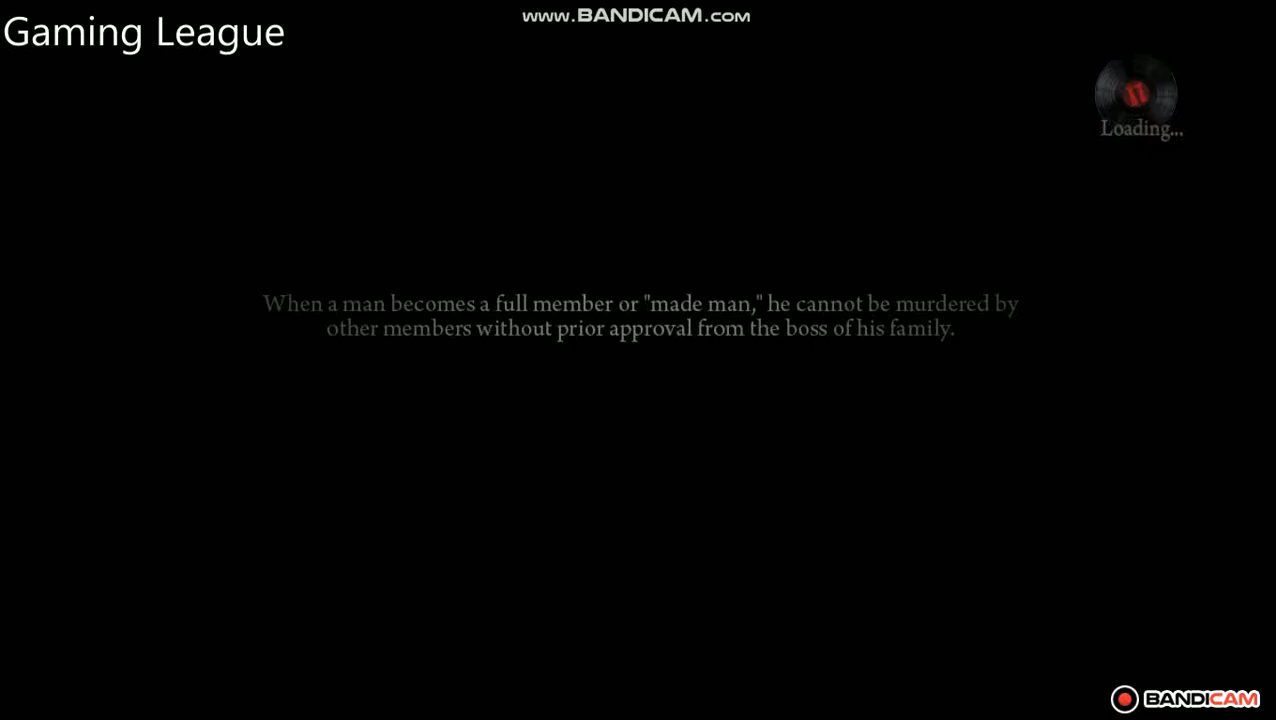 Gaming League
www.BANDICAM.com
Loading...
When a man becomes a full member or "made man," he cannot be murdered by
other members without prior approval from the boss of his family.
BANDICAM